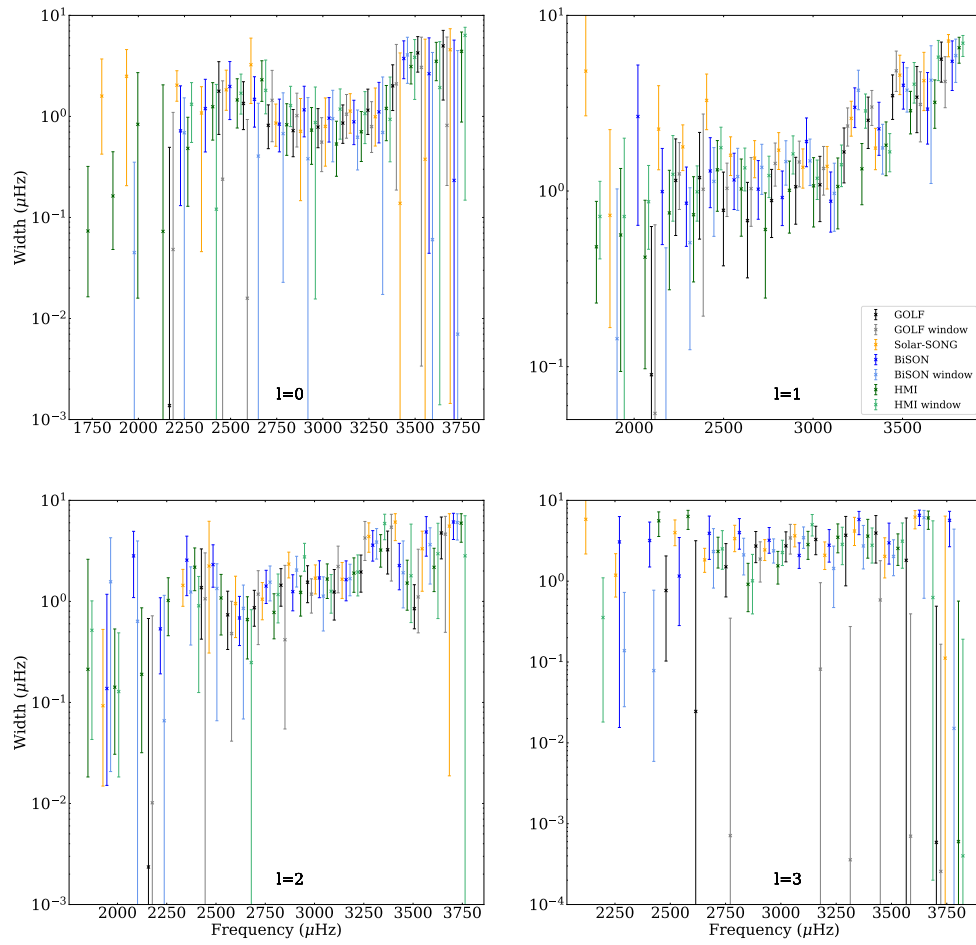 10¹
10⁰
10⁻¹
10⁻²
10⁻³
Width (μHz)
l=0
1750 2000 2250 2500 2750 3000 3250 3500 3750
10¹
10⁰
10⁻¹
l=1
GOLF
GOLF window
Solar-SONG
BiSON
BiSON window
HMI
HMI window
2000 2500 3000 3500
10¹
10⁰
10⁻¹
10⁻²
10⁻³
Width (μHz)
l=2
2000 2250 2500 2750 3000 3250 3500 3750
Frequency (μHz)
10¹
10⁰
10⁻¹
10⁻²
10⁻³
10⁻⁴
l=3
2250 2500 2750 3000 3250 3500 3750
Frequency (μHz)